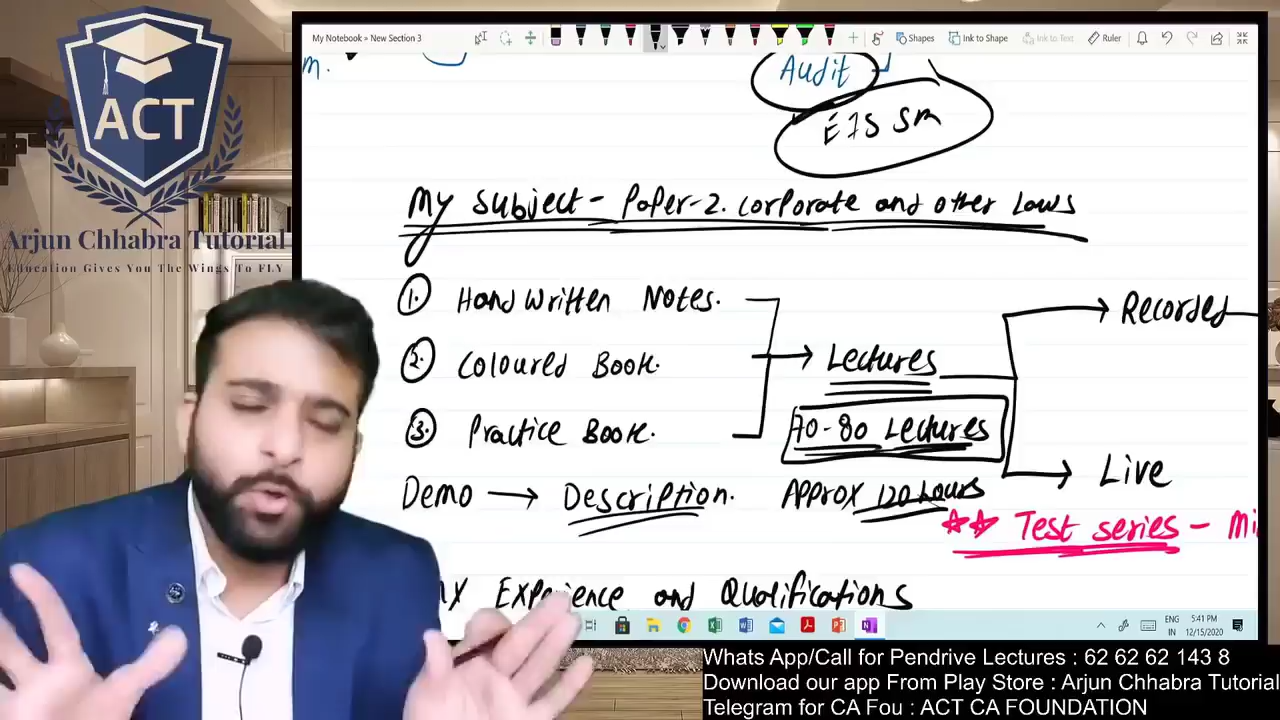 My Notebook > New Section 3
Shapes
Ink to Shape
Ink to Text
Ruler
m.
Audit
EIS SM
ACT
Arjun Chhabra Tutorial
Education Gives You The Wings To FLY
My Subject - Paper-2. Corporate and other Laws
1. Handwritten Notes.
2. Coloured Book.
3. Practice Book.
Lectures
70-80 Lectures
Recorded
Live
Demo → Description.
Approx 120 hours
Test series - Mi
Experience and Qualifications
ENG
IN
5:41 PM
12/15/2020
Whats App/Call for Pendrive Lectures : 62 62 62 143 8
Download our app From Play Store : Arjun Chhabra Tutorial
Telegram for CA Fou : ACT CA FOUNDATION